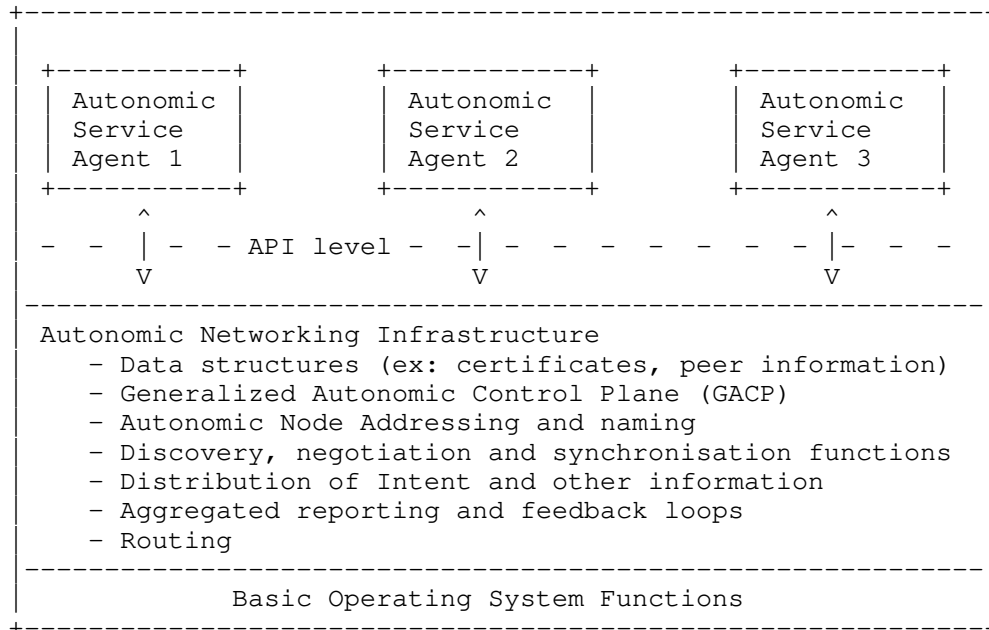 Autonomic Autonomic Autonomic
Service Service Service
Agent 1 Agent 2 Agent 3
- - - - API level - - - - - - - - - - - -
Autonomic Networking Infrastructure
- Data structures (ex: certificates, peer information)
- Generalized Autonomic Control Plane (GACP)
- Autonomic Node Addressing and naming
- Discovery, negotiation and synchronisation functions
- Distribution of Intent and other information
- Aggregated reporting and feedback loops
- Routing
Basic Operating System Functions